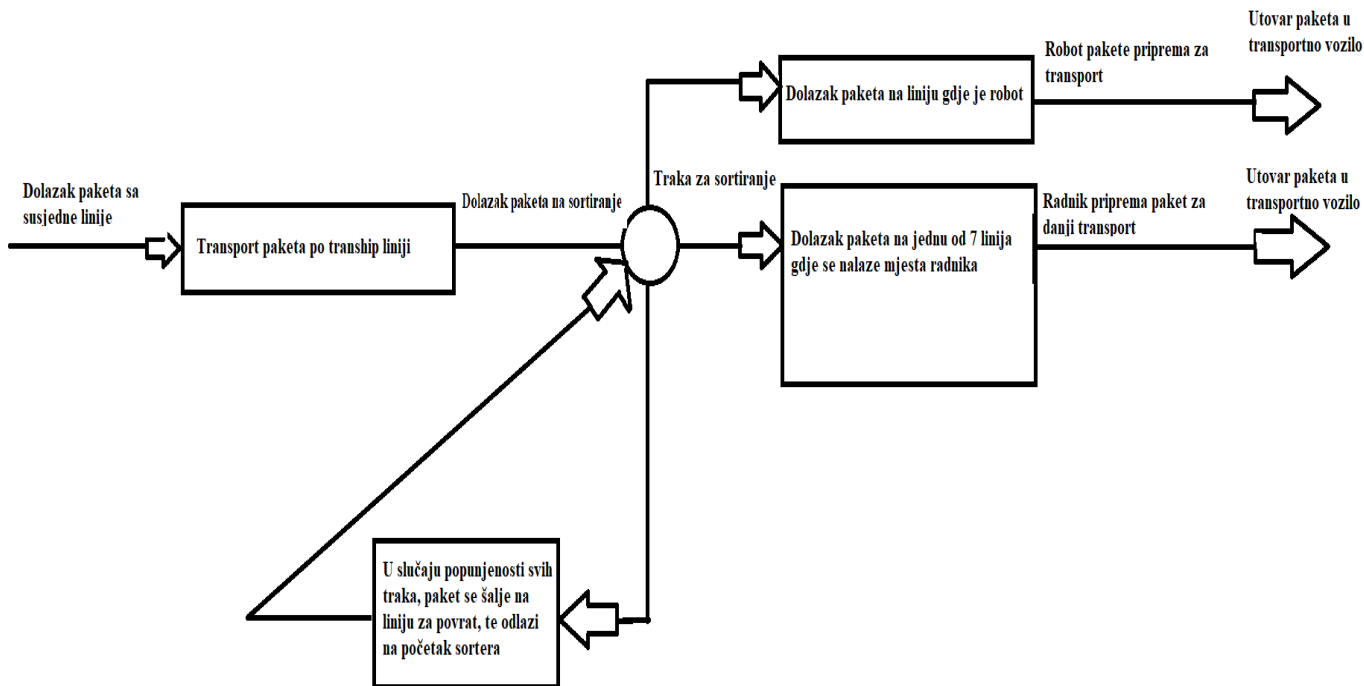 Utovar paketa u
transportno vozilo
Robot pakete priprema za
transport
Dolazak paketa na liniju gdje je robot
Dolazak paketa sa
susjedne linije
Dolazak paketa na sortiranje
Traka za sortiranje
Transport paketa po tranship liniji
Dolazak paketa na jednu od 7 linija
gdje se nalaze mjesta radnika
Radnik priprema paket za
danji transport
Utovar paketa u
transportno vozilo
U slučaju popunjenosti svih
traka, paket se šalje na
liniju za povrat, te odlazi
na početak sortera